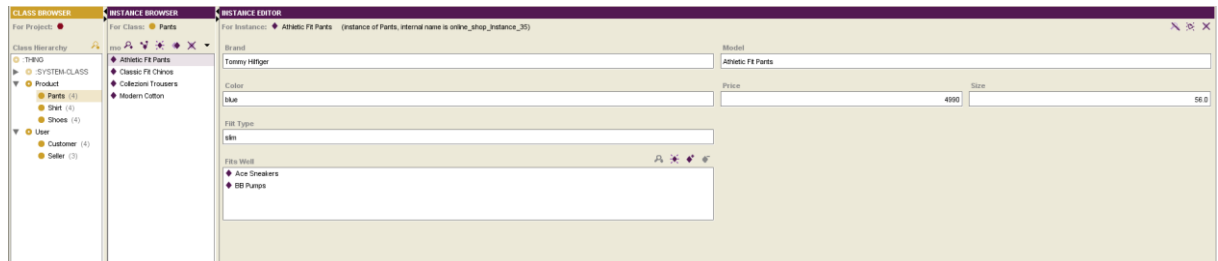 CLASS BROWSER
For Project:
Class Hierarchy
:THING
:SYSTEM-CLASS
Product
Pants (4)
Shirt (4)
Shoes (4)
User
Customer (4)
Seller (3)
INSTANCE BROWSER
For Class: Pants
mo
Athletic Fit Pants
Classic Fit Chinos
Collezioni Trousers
Modern Cotton
INSTANCE EDITOR
For Instance: Athletic Fit Pants (instance of Pants, internal name is online_shop_Instance_35)
Brand
Tommy Hilfiger
Model
Athletic Fit Pants
Color
blue
Price
4990
Size
56.0
Fiit Type
slim
Fits Well
Ace Sneakers
BB Pumps